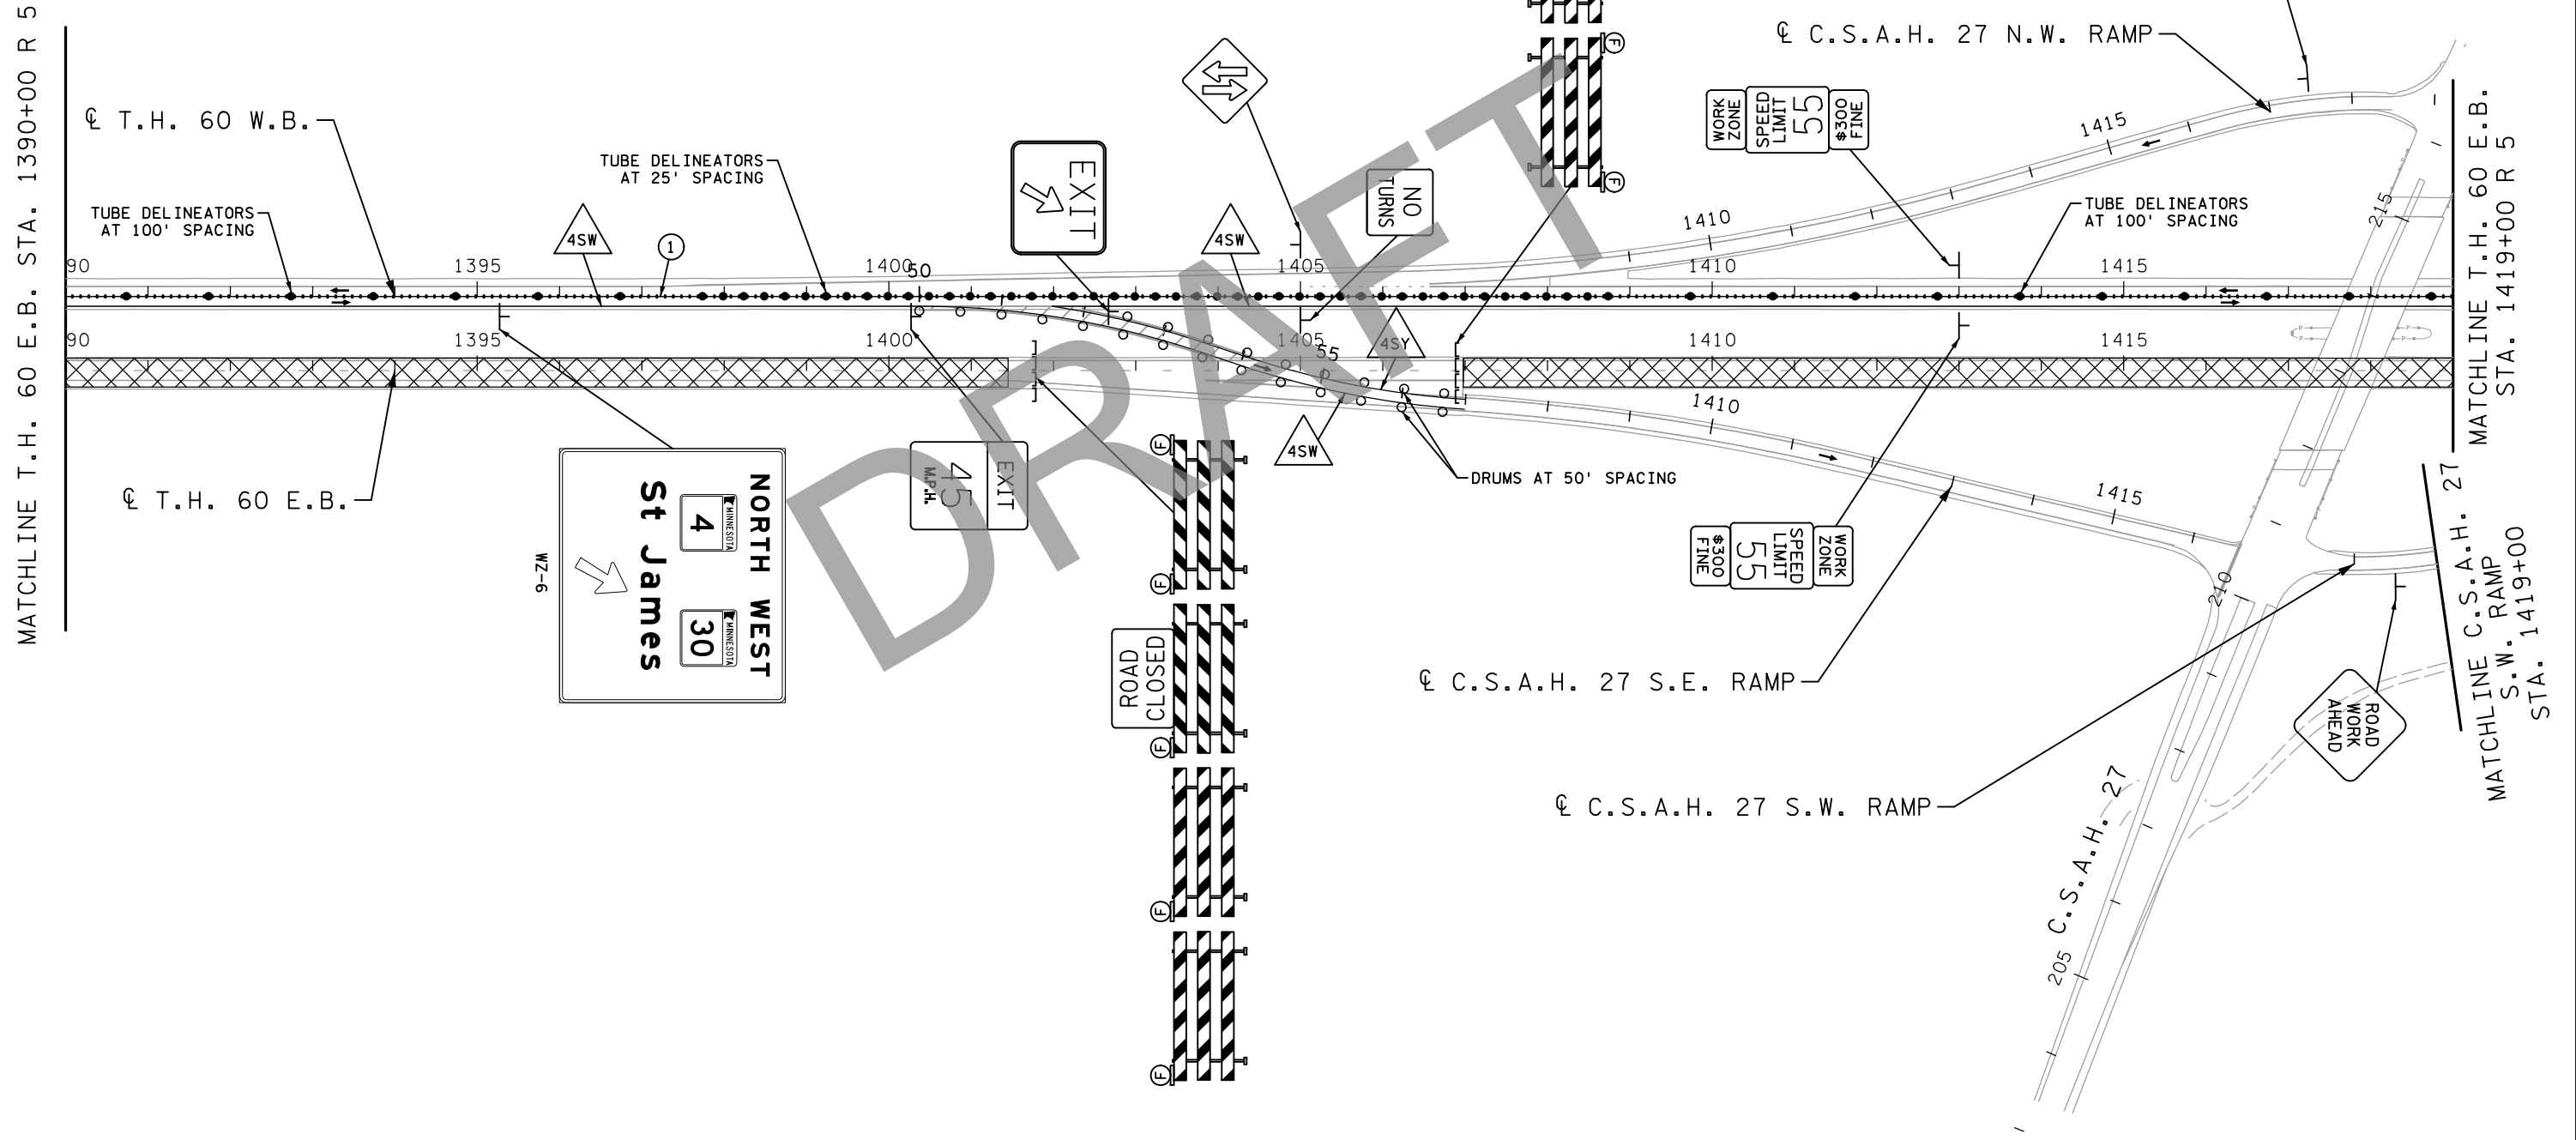 MATCHLINE T.H. 60 E.B. STA. 1390+00 R 5
℄ T.H. 60 W.B.
TUBE DELINEATORS
AT 100' SPACING
TUBE DELINEATORS
AT 25' SPACING
4SW
1
EXIT
4SW
NO
TURNS
F
F
WORK
ZONE
SPEED
LIMIT
55
$300
FINE
℄ C.S.A.H. 27 N.W. RAMP
TUBE DELINEATORS
AT 100' SPACING
MATCHLINE T.H. 60 E.B.
STA. 1419+00 R 5
1410
1415
215
90
1395
1400
50
1405
1410
1415
90
1395
1400
1405
55
4SY
1410
1415
1410
1415
210
℄ T.H. 60 E.B.
NORTH WEST
MINNESOTA
4
MINNESOTA
30
St James
WZ-6
EXIT
45
M.P.H.
4SW
DRUMS AT 50' SPACING
F
F
F
F
F
ROAD
CLOSED
WORK
ZONE
SPEED
LIMIT
55
$300
FINE
℄ C.S.A.H. 27 S.E. RAMP
℄ C.S.A.H. 27 S.W. RAMP
ROAD
WORK
AHEAD
MATCHLINE C.S.A.H. 27
S.W. RAMP
STA. 1419+00
205
C.S.A.H. 27
DRAFT